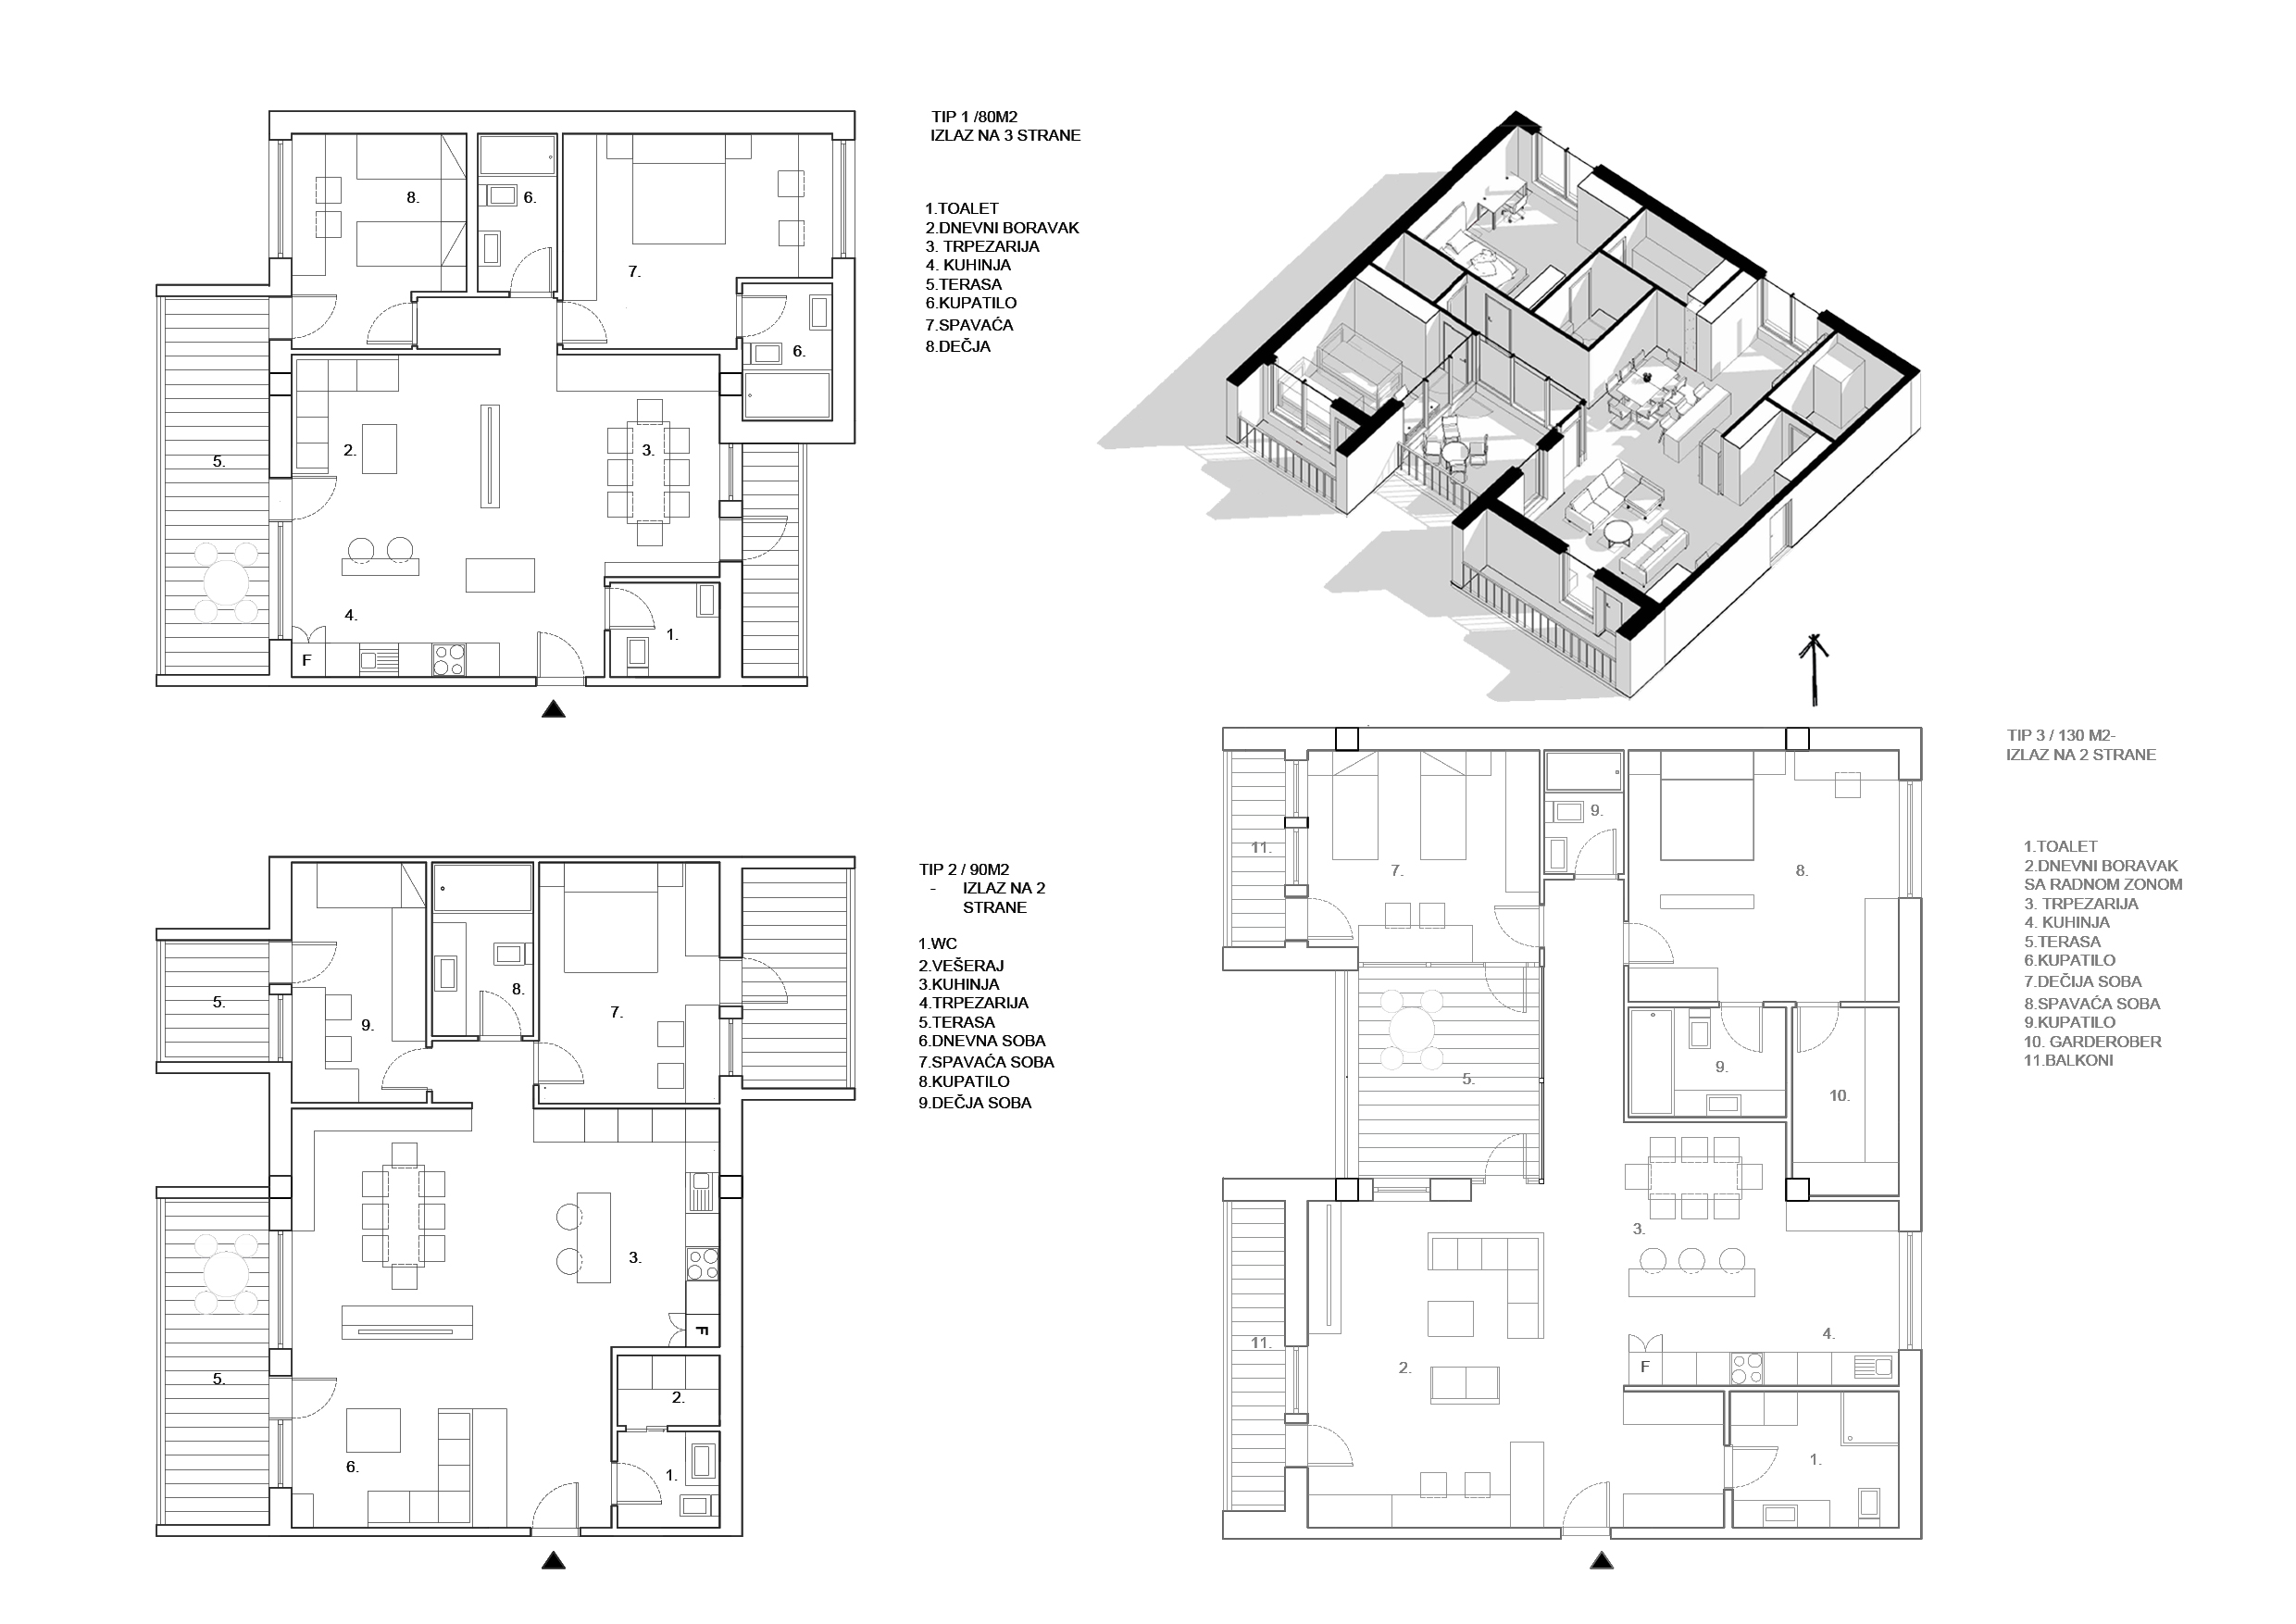 TIP 1 /80M2
IZLAZ NA 3 STRANE
1.TOALET
2.DNEVNI BORAVAK
3. TRPEZARIJA
4. KUHINJA
5.TERASA
6.KUPATILO
7.SPAVAĆA
8.DEČJA
8.
6.
7.
6.
2.
3.
5.
4.
1.
F
TIP 2 / 90M2
- IZLAZ NA 2
STRANE
1.WC
2.VEŠERAJ
3.KUHINJA
4.TRPEZARIJA
5.TERASA
6.DNEVNA SOBA
7.SPAVAĆA SOBA
8.KUPATILO
9.DEČJA SOBA
8.
5.
7.
9.
3.
F
5.
2.
6.
1.
TIP 3 / 130 M2-
IZLAZ NA 2 STRANE
1.TOALET
2.DNEVNI BORAVAK
SA RADNOM ZONOM
3. TRPEZARIJA
4. KUHINJA
5.TERASA
6.KUPATILO
7.DEČIJA SOBA
8.SPAVAĆA SOBA
9.KUPATILO
10. GARDEROBER
11.BALKONI
9.
11.
7.
8.
9.
5.
10.
3.
11.
4.
2.
F
1.